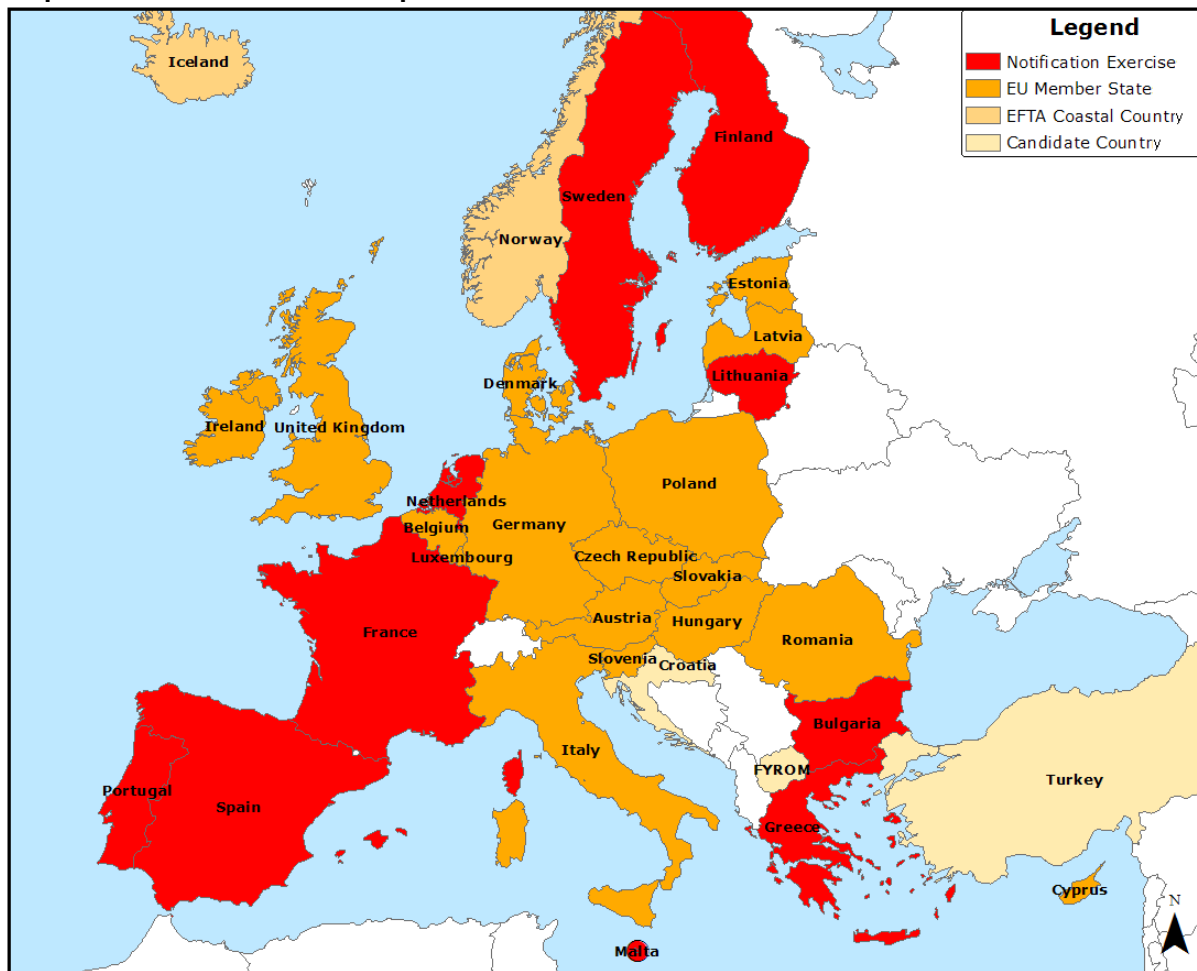 Legend
Notification Exercise
EU Member State
EFTA Coastal Country
Candidate Country
Iceland
Finland
Sweden
Norway
Estonia
Latvia
Lithuania
Denmark
Ireland
United Kingdom
Netherlands
Poland
Germany
Belgium
Czech Republic
Luxembourg
Slovakia
Austria
Hungary
France
Romania
Slovenia
Croatia
Bulgaria
Italy
FYROM
Turkey
Portugal
Spain
Greece
Cyprus
N
Malta